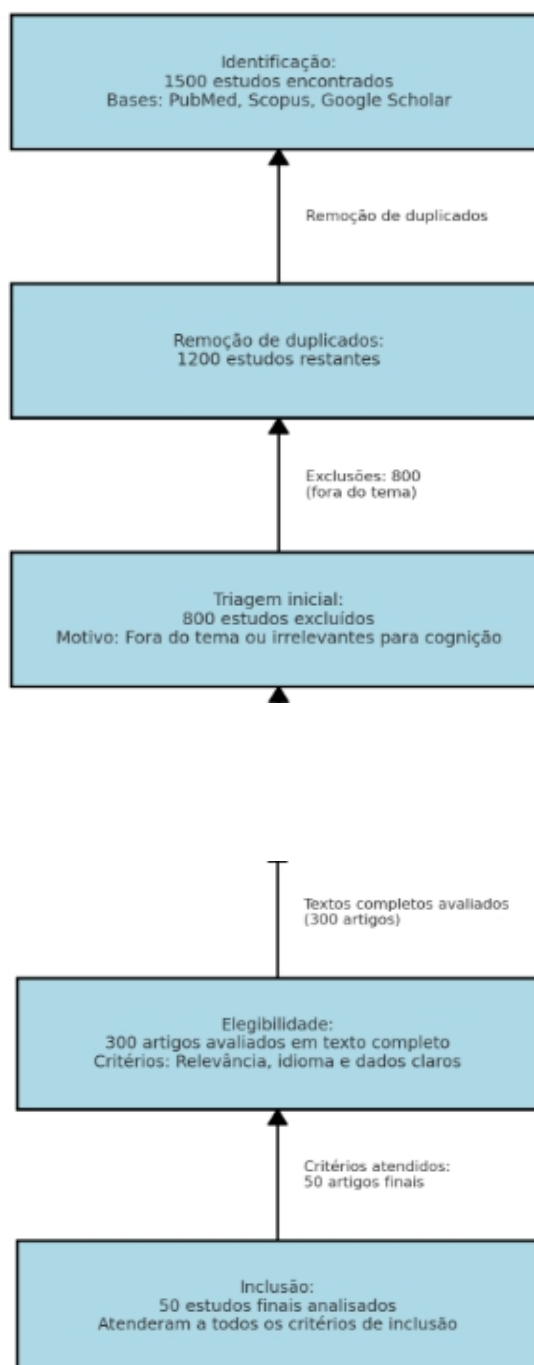 Identificação:
1500 estudos encontrados
Bases: PubMed, Scopus, Google Scholar
Remoção de duplicados
Remoção de duplicados:
1200 estudos restantes
Exclusões: 800
(fora do tema)
Triagem inicial:
800 estudos excluídos
Motivo: Fora do tema ou irrelevantes para cognição
Textos completos avaliados
(300 artigos)
Elegibilidade:
300 artigos avaliados em texto completo
Critérios: Relevância, idioma e dados claros
Critérios atendidos:
50 artigos finais
Inclusão:
50 estudos finais analisados
Atenderam a todos os critérios de inclusão